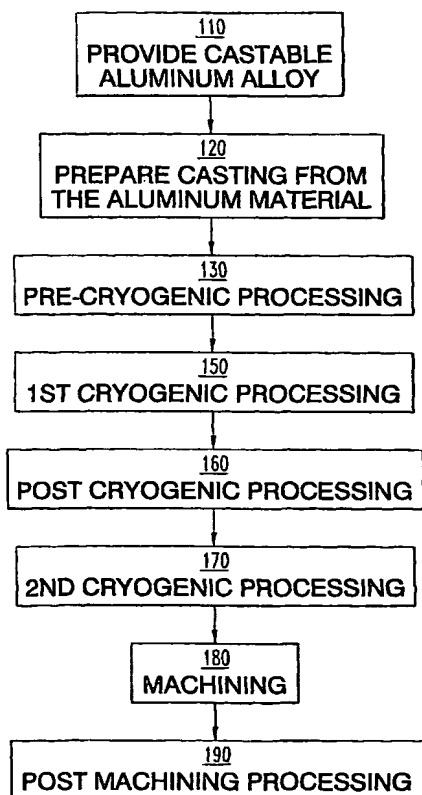 110
PROVIDE CASTABLE
ALUMINUM ALLOY
120
PREPARE CASTING FROM
THE ALUMINUM MATERIAL
130
PRE-CRYOGENIC PROCESSING
150
1ST CRYOGENIC PROCESSING
160
POST CRYOGENIC PROCESSING
170
2ND CRYOGENIC PROCESSING
180
MACHINING
190
POST MACHINING PROCESSING